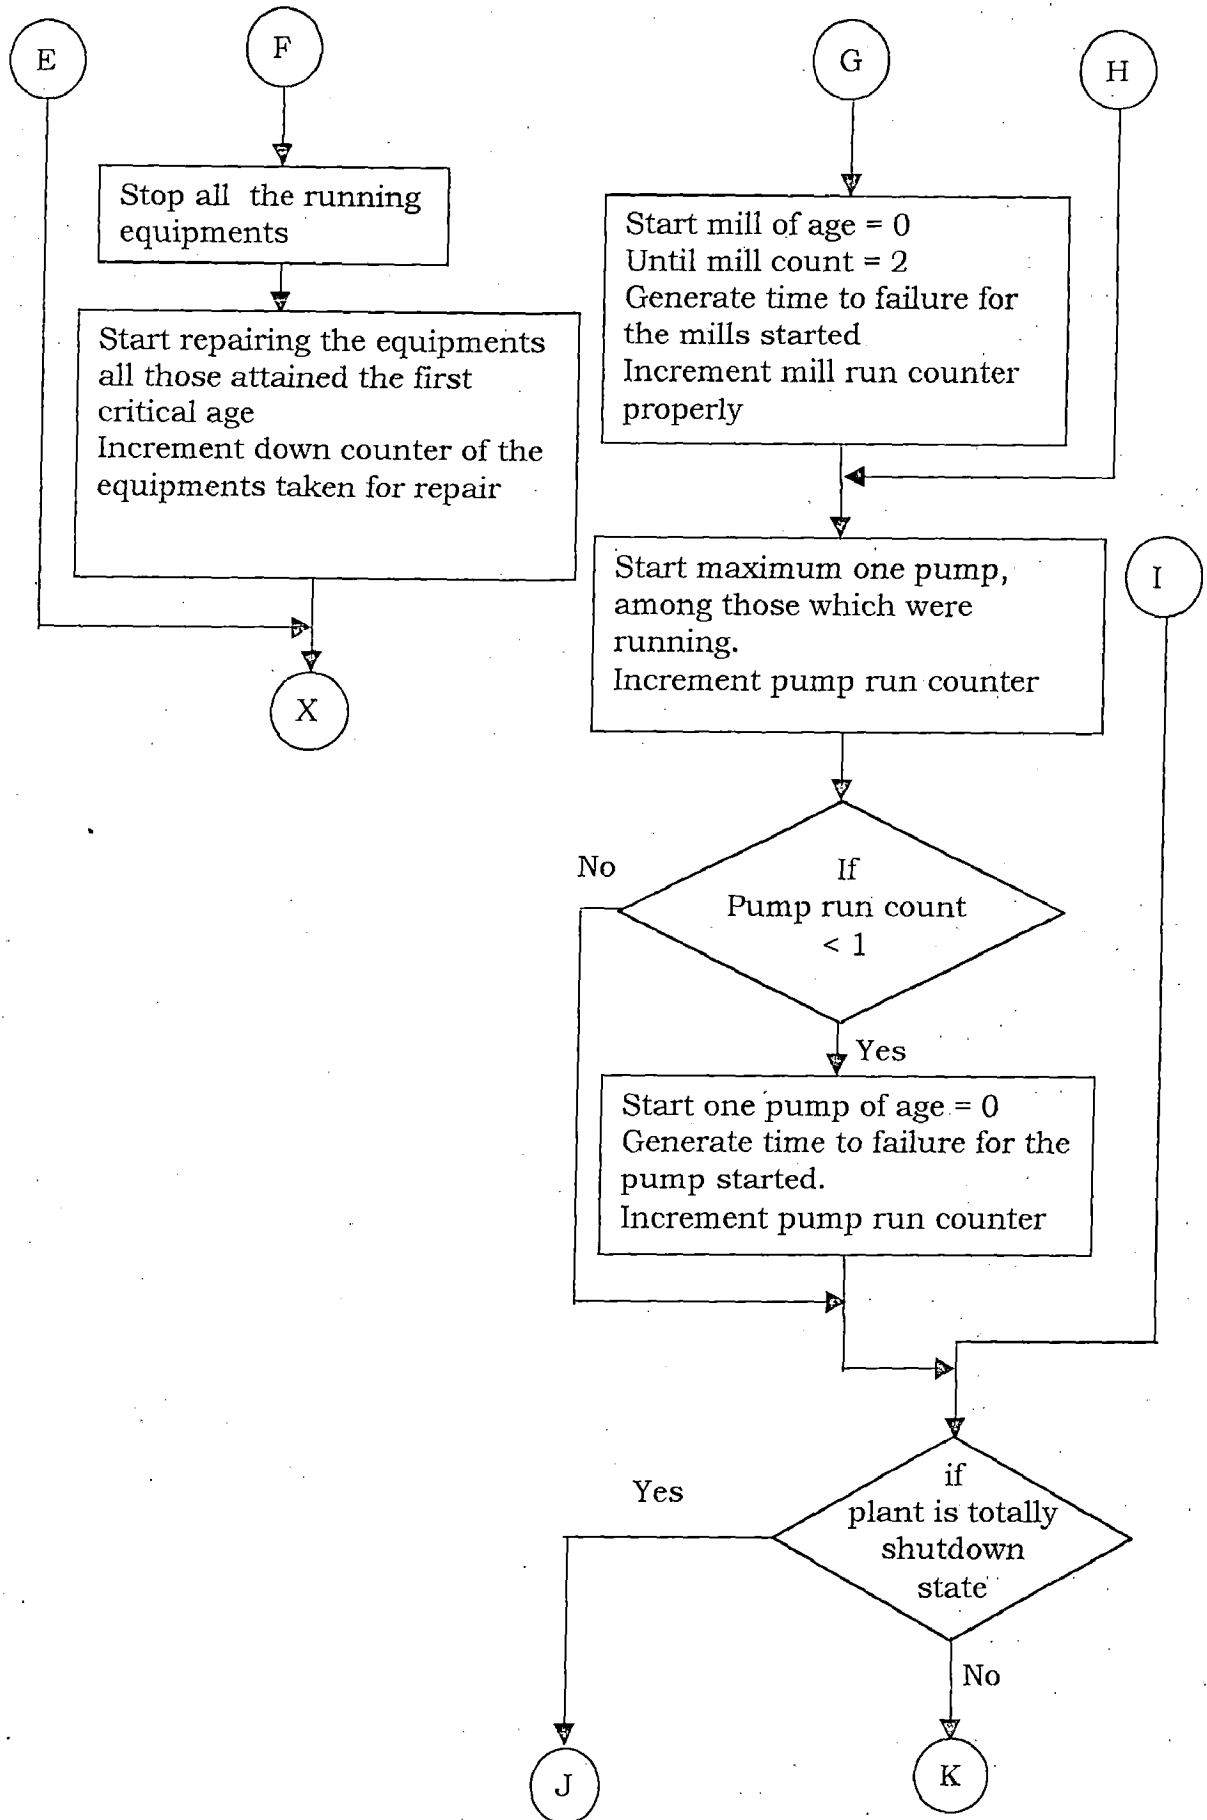 E
F
G
H
Stop all the running
equipments
Start repairing the equipments
all those attained the first
critical age
Increment down counter of the
equipments taken for repair
X
Start mill of age = 0
Until mill count = 2
Generate time to failure for
the mills started
Increment mill run counter
properly
Start maximum one pump,
among those which were
running.
Increment pump run counter
I
No
If
Pump run count
< 1
Yes
Start one pump of age = 0
Generate time to failure for the
pump started.
Increment pump run counter
Yes
if
plant is totally
shutdown
state
No
J
K